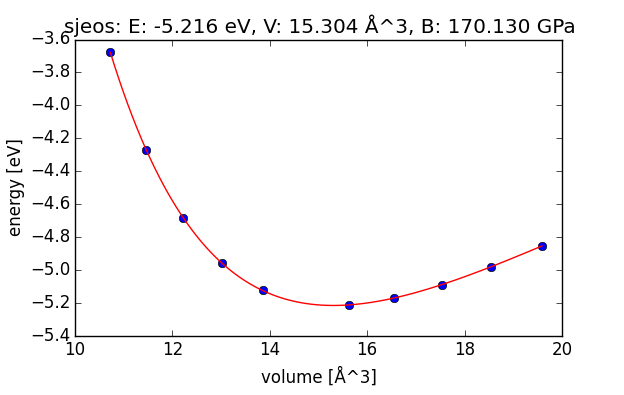 sjeos: E: -5.216 eV, V: 15.304 Å^3, B: 170.130 GPa
−3.6
−3.8
−4.0
−4.2
−4.4
−4.6
−4.8
−5.0
−5.2
−5.4
energy [eV]
10 12 14 16 18 20
volume [Å^3]